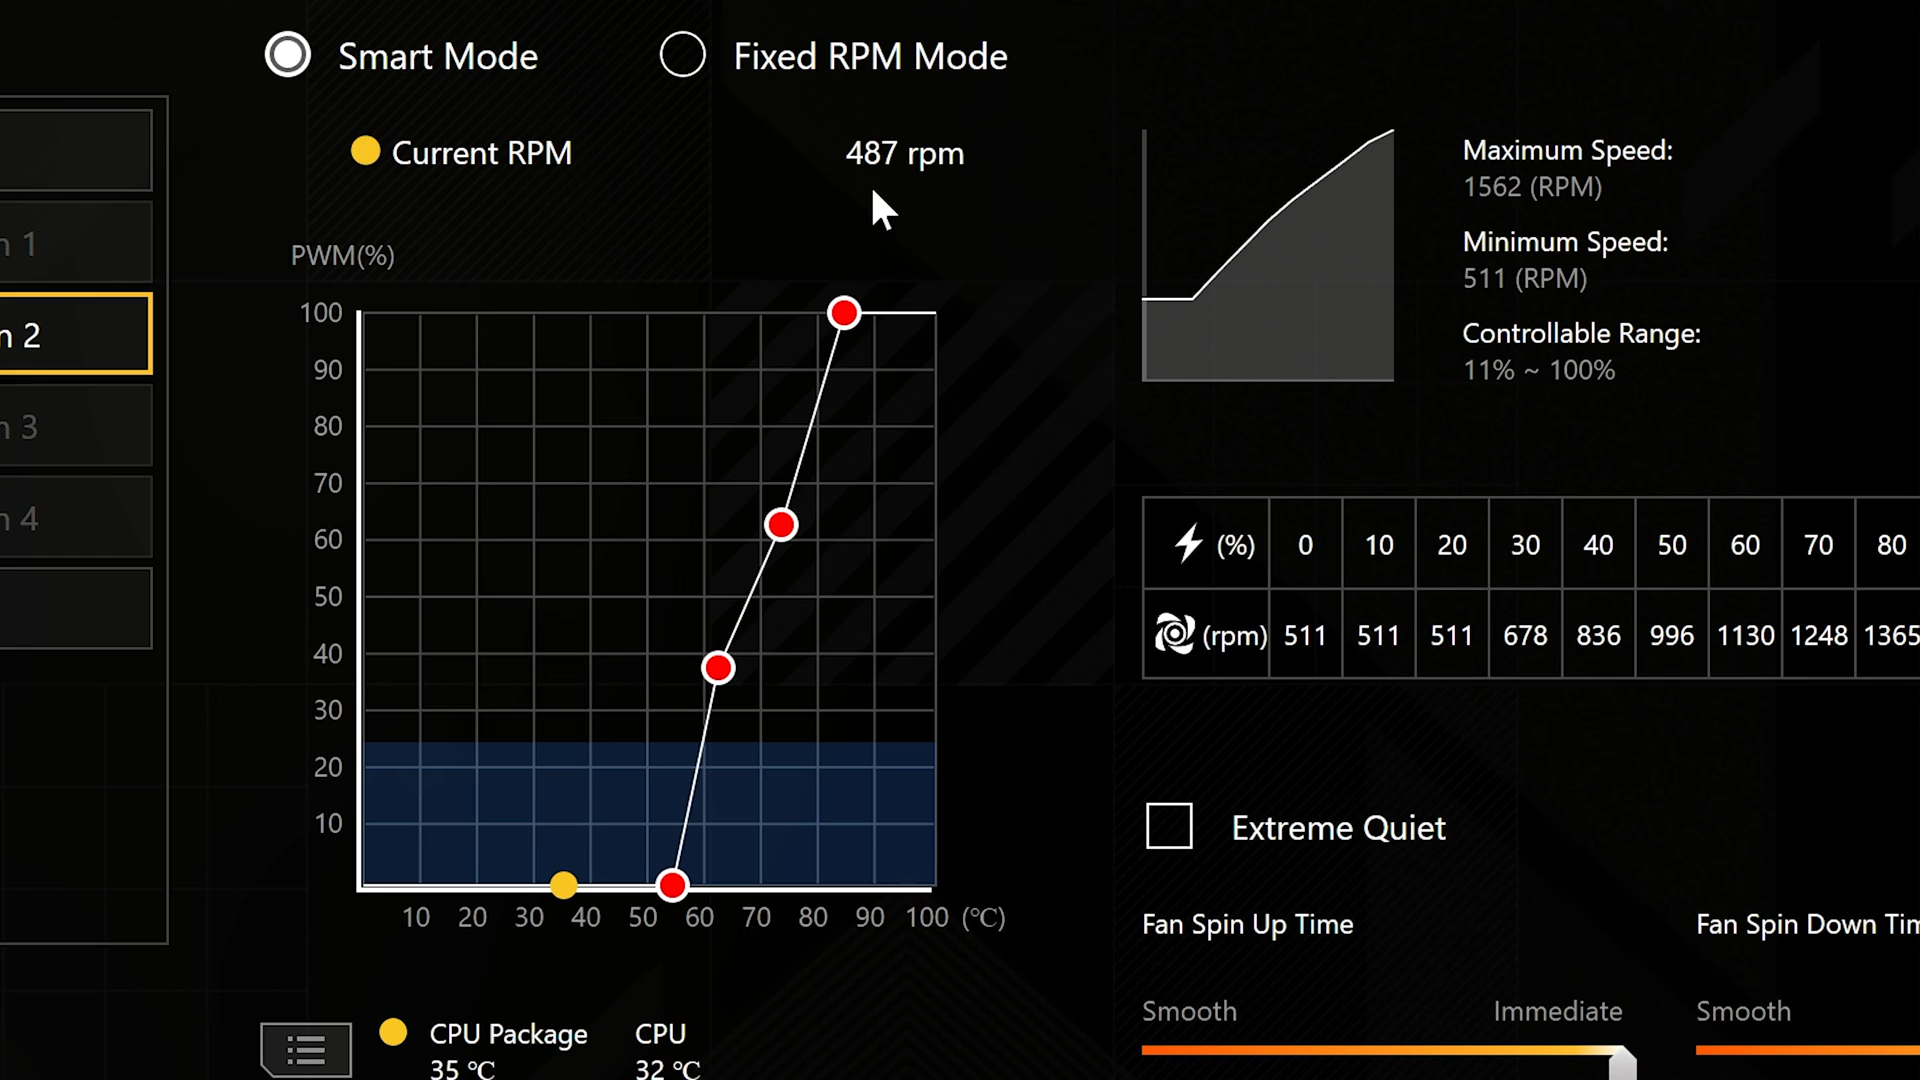 Smart Mode
Fixed RPM Mode
Current RPM
487 rpm
n 1
n 2
n 3
n 4
PWM(%)
100
90
80
70
60
50
40
30
20
10
10 20 30 40 50 60 70 80 90 100 (℃)
CPU Package
35 ℃
CPU
32 ℃
Maximum Speed:
1562 (RPM)
Minimum Speed:
511 (RPM)
Controllable Range:
11% ~ 100%
(%) 0 10 20 30 40 50 60 70 80
(rpm) 511 511 511 678 836 996 1130 1248 1365
Extreme Quiet
Fan Spin Up Time
Smooth
Immediate
Fan Spin Down Tim
Smooth